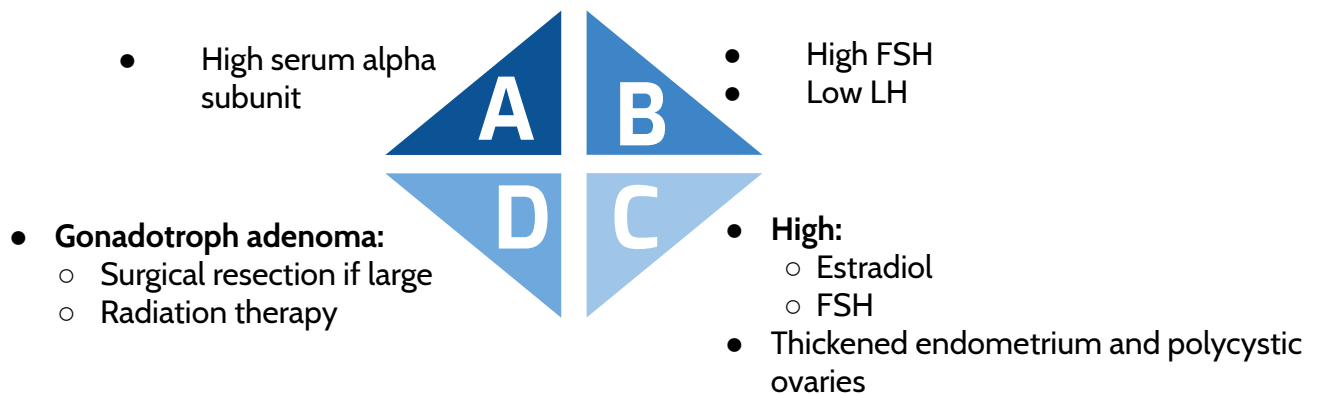 ● High serum alpha
subunit
A
B
● High FSH
● Low LH
● Gonadotroph adenoma:
○ Surgical resection if large
○ Radiation therapy
D
C
● High:
○ Estradiol
○ FSH
● Thickened endometrium and polycystic
ovaries